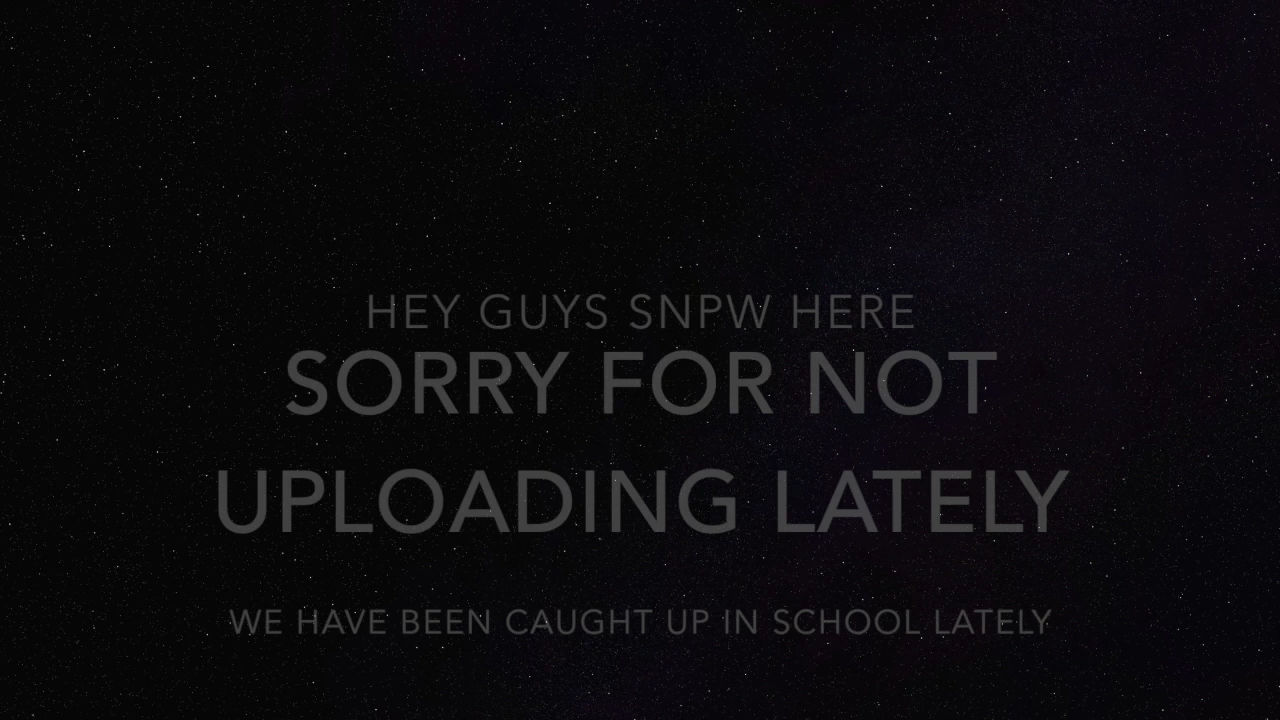 HEY GUYS SNPW HERE
SORRY FOR NOT
UPLOADING LATELY
WE HAVE BEEN CAUGHT UP IN SCHOOL LATELY